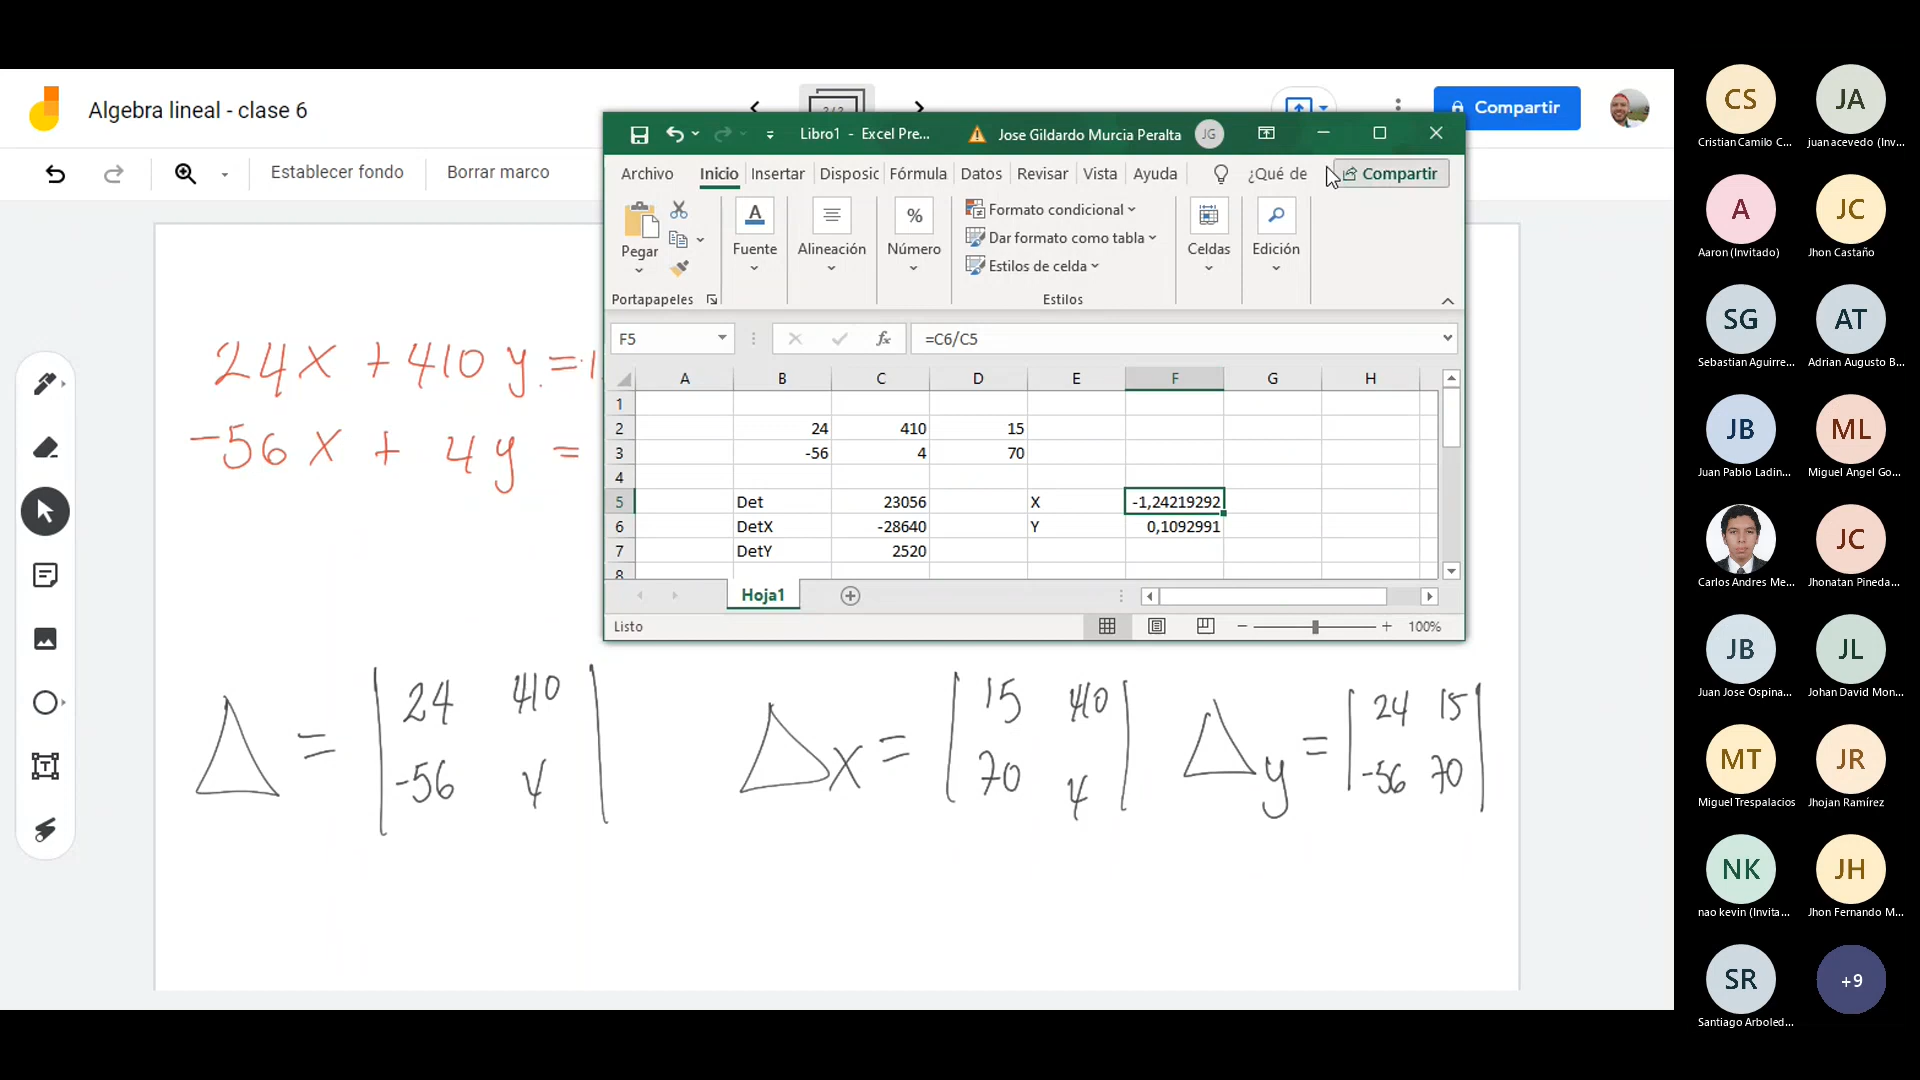 Algebra lineal - clase 6
Compartir
Establecer fondo
Borrar marco
24x + 410 y = 1
-56 x + 4y =
Libro1 - Excel Pre...
Jose Gildardo Murcia Peralta
JG
Archivo Inicio Insertar Disposic Fórmula Datos Revisar Vista Ayuda ¿Qué de Compartir
Pegar
Fuente
Alineación
%
Número
Formato condicional
Dar formato como tabla
Estilos de celda
Celdas
Edición
Portapapeles
Estilos
F5 fx =C6/C5
A B C D E F G H
1
2 24 410 15
3 -56 4 70
4
5 Det 23056 X -1,24219292
6 DetX -28640 Y 0,1092991
7 DetY 2520
8
Hoja1
Listo
100%
Δ = | 24 410 | Δx = | 15 410 | Δy = | 24 15 |
| -56 4 | | 70 4 | | -56 70 |
CS JA
Cristian Camilo C... juan acevedo (Inv...
A JC
Aaron (Invitado) Jhon Castaño
SG AT
Sebastian Aguirre... Adrian Augusto B...
JB ML
Juan Pablo Ladin... Miguel Angel Go...
JC
Carlos Andres Me... Jhonatan Pineda...
JB JL
Juan Jose Ospina... Johan David Mon...
MT JR
Miguel Trespalacios Jhojan Ramírez
NK JH
nao kevin (Invita... Jhon Fernando M...
SR +9
Santiago Arboled...